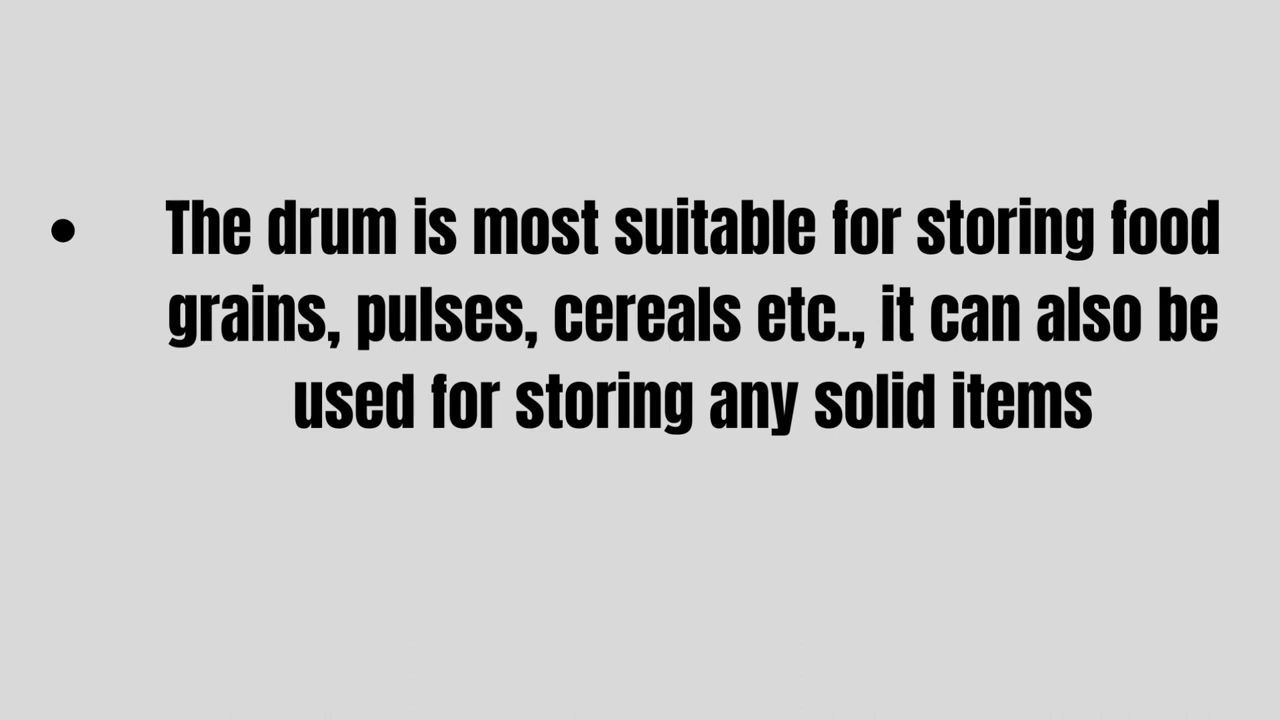 • The drum is most suitable for storing food
grains, pulses, cereals etc., it can also be
used for storing any solid items